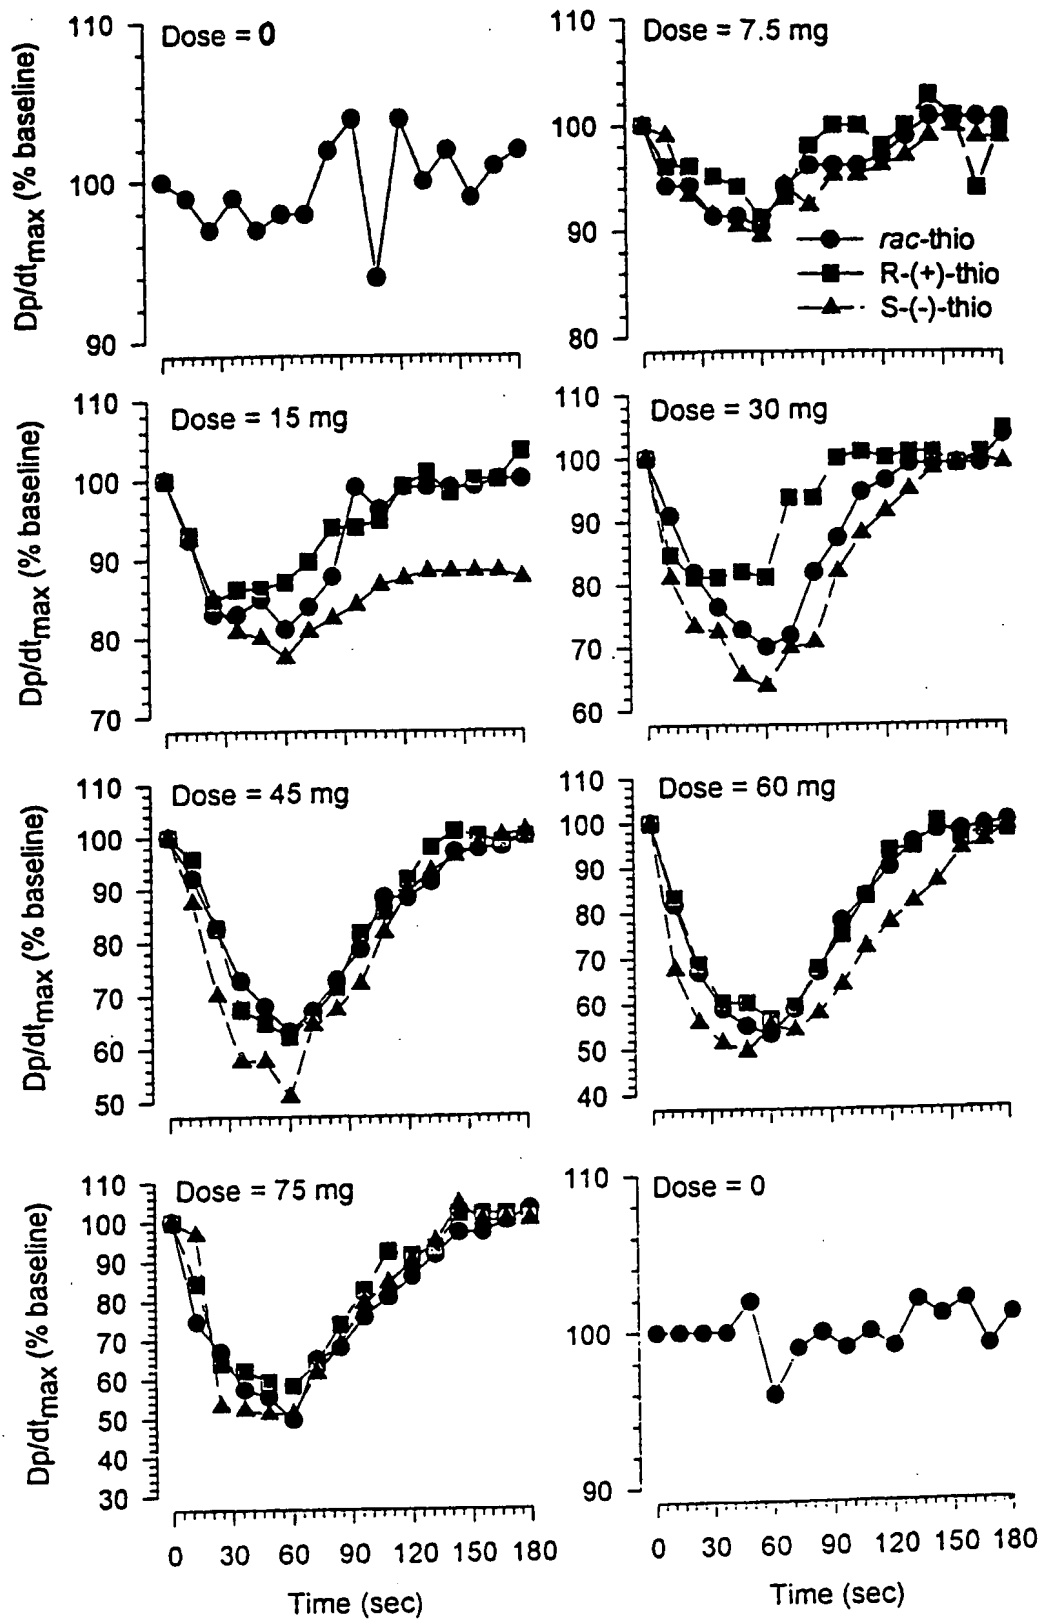 Dose = 0
110
100
90
Dp/dtmax (% baseline)
Dose = 7.5 mg
110
100
90
80
rac-thio
R-(+)-thio
S-(-)-thio
Dose = 15 mg
110
100
90
80
70
Dp/dtmax (% baseline)
Dose = 30 mg
110
100
90
80
70
60
Dose = 45 mg
110
100
90
80
70
60
50
Dp/dtmax (% baseline)
Dose = 60 mg
110
100
90
80
70
60
50
40
Dose = 75 mg
110
100
90
80
70
60
50
40
30
Dp/dtmax (% baseline)
0 30 60 90 120 150 180
Time (sec)
Dose = 0
110
100
90
0 30 60 90 120 150 180
Time (sec)